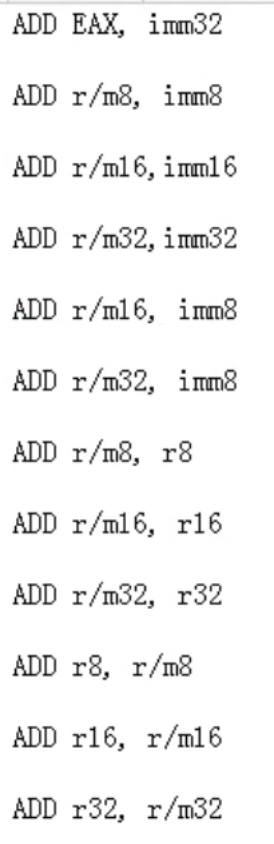 ADD EAX, imm32
ADD r/m8, imm8
ADD r/m16,imm16
ADD r/m32,imm32
ADD r/m16, imm8
ADD r/m32, imm8
ADD r/m8, r8
ADD r/m16, r16
ADD r/m32, r32
ADD r8, r/m8
ADD r16, r/m16
ADD r32, r/m32